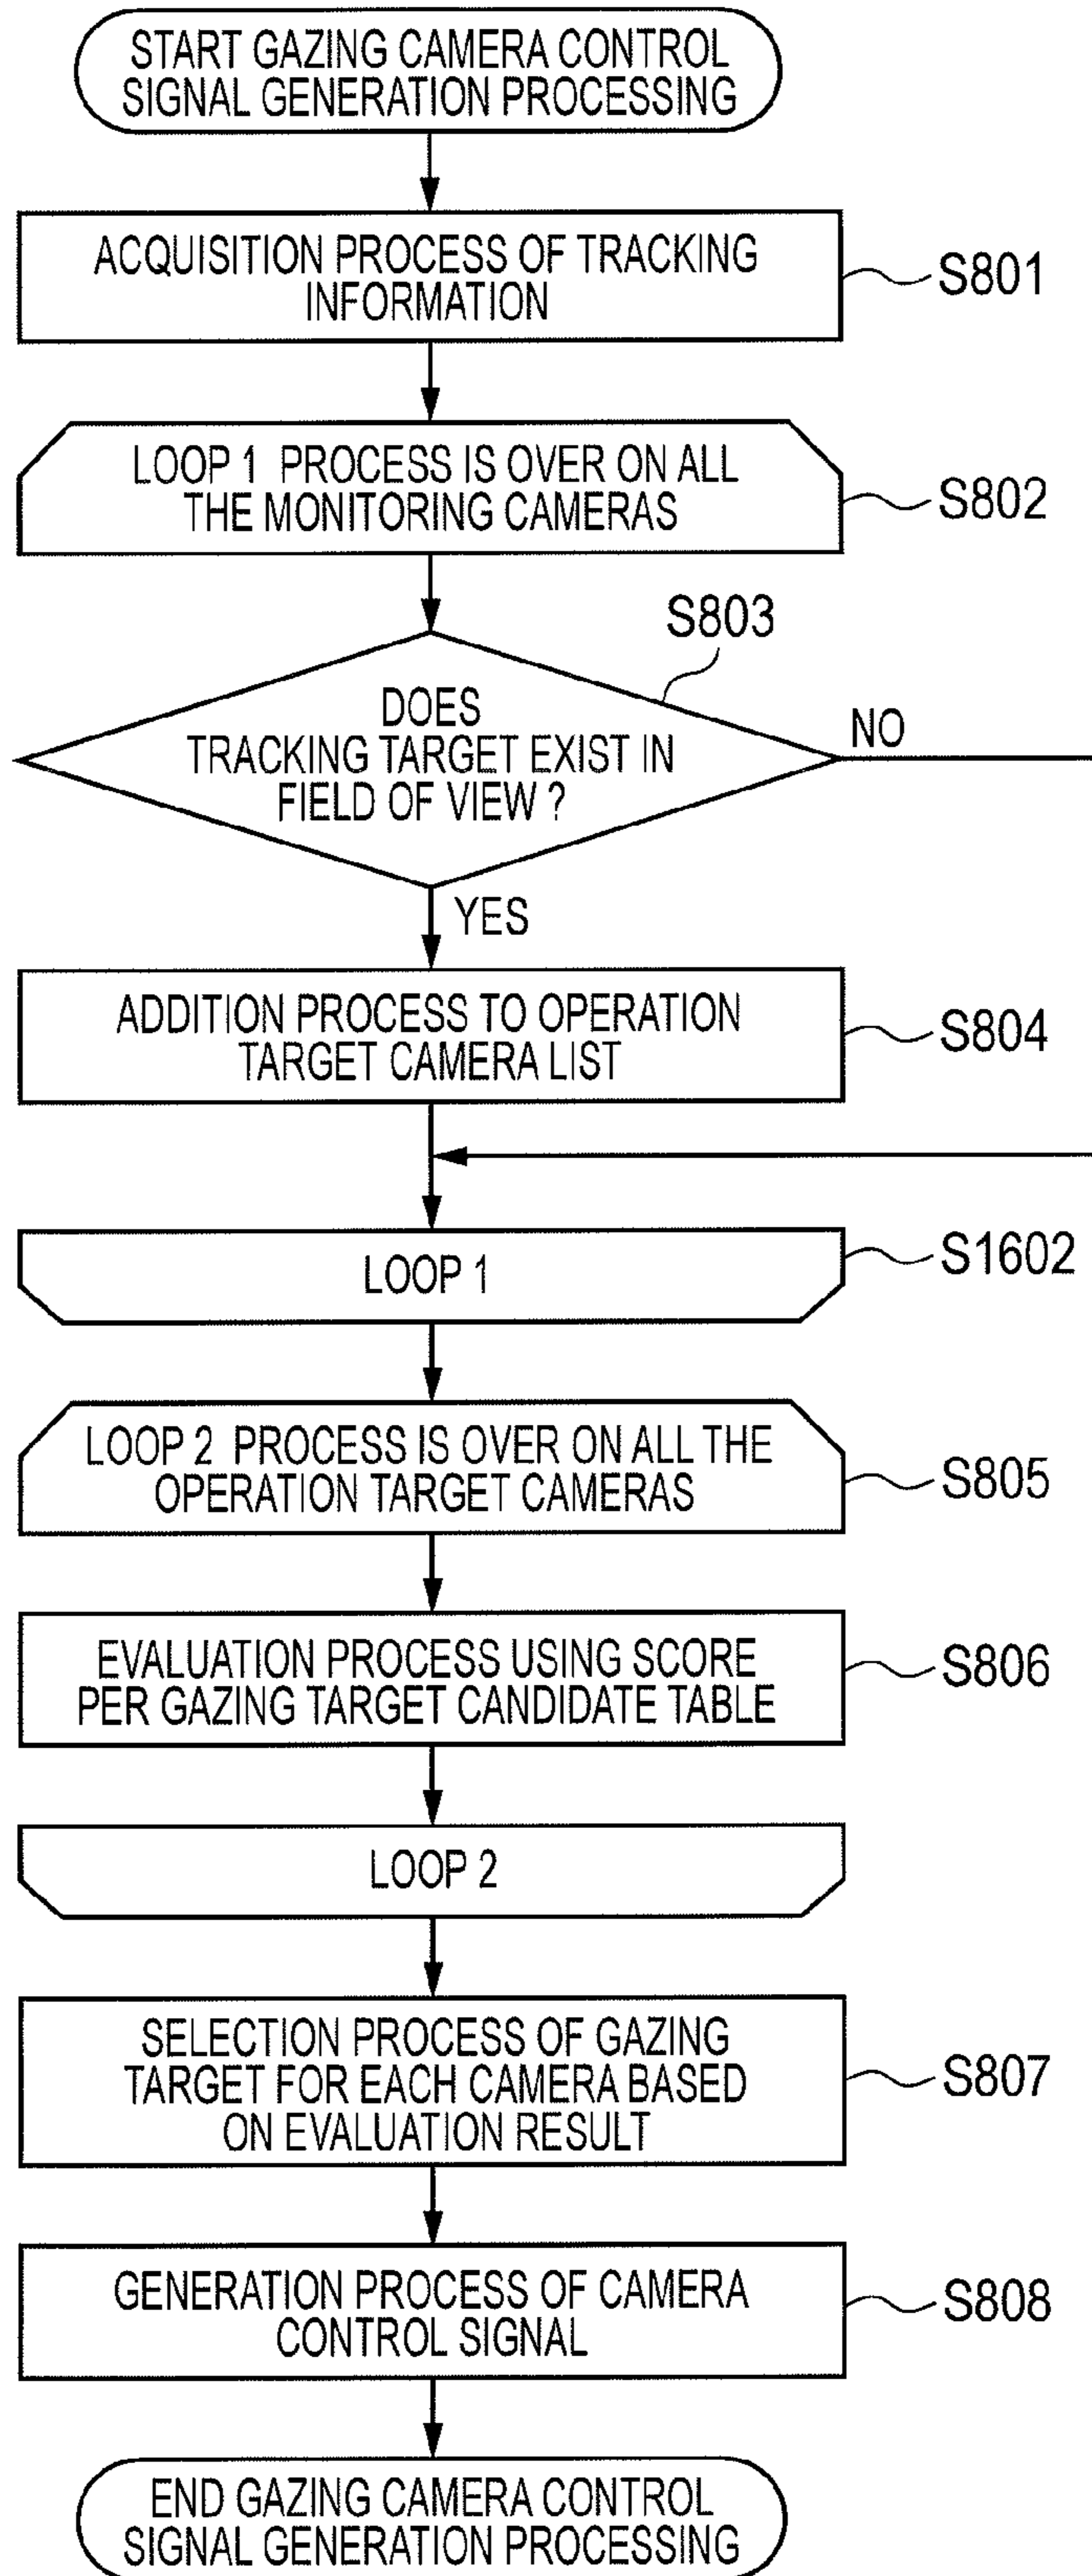 START GAZING CAMERA CONTROL
SIGNAL GENERATION PROCESSING
ACQUISITION PROCESS OF TRACKING
INFORMATION
S801
LOOP 1 PROCESS IS OVER ON ALL
THE MONITORING CAMERAS
S802
S803
DOES
TRACKING TARGET EXIST IN
FIELD OF VIEW ?
NO
YES
ADDITION PROCESS TO OPERATION
TARGET CAMERA LIST
S804
LOOP 1
S1602
LOOP 2 PROCESS IS OVER ON ALL THE
OPERATION TARGET CAMERAS
S805
EVALUATION PROCESS USING SCORE
PER GAZING TARGET CANDIDATE TABLE
S806
LOOP 2
SELECTION PROCESS OF GAZING
TARGET FOR EACH CAMERA BASED
ON EVALUATION RESULT
S807
GENERATION PROCESS OF CAMERA
CONTROL SIGNAL
S808
END GAZING CAMERA CONTROL
SIGNAL GENERATION PROCESSING